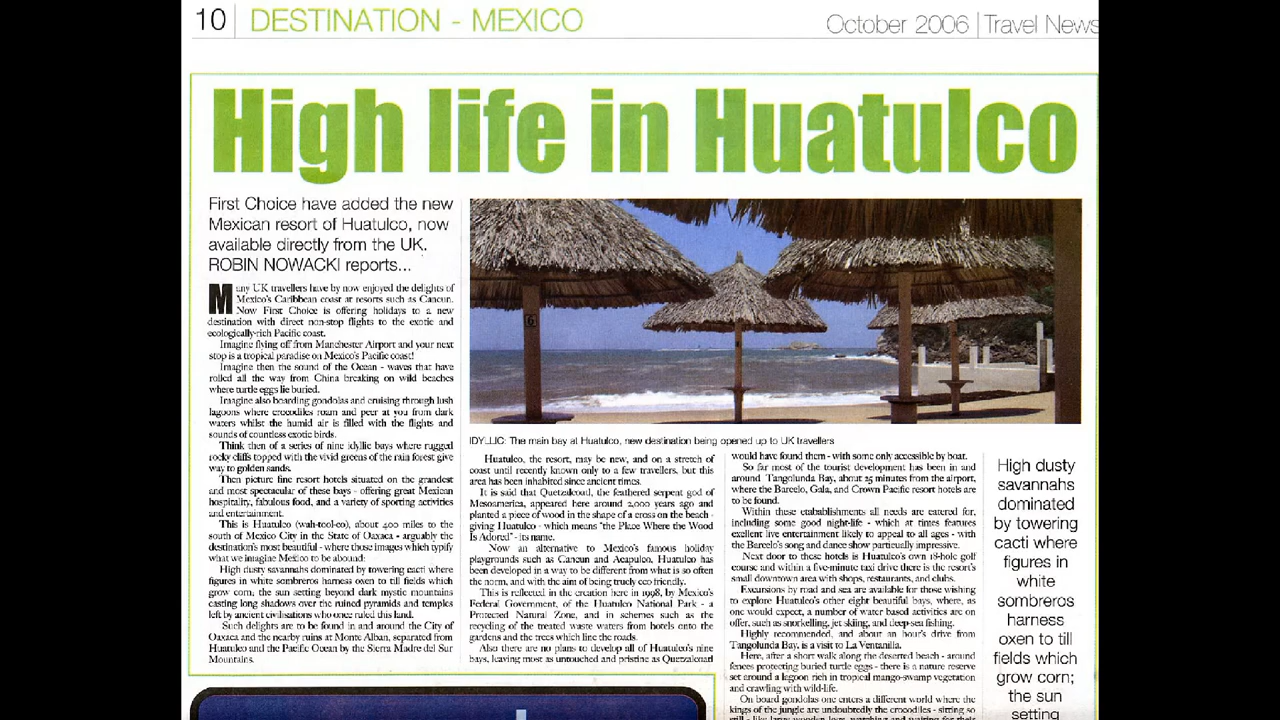 10
DESTINATION - MEXICO
October 2006
Travel News
High life in Huatulco
First Choice have added the new
Mexican resort of Huatulco, now
available directly from the UK.
ROBIN NOWACKI reports...
Many UK travellers have by now enjoyed the delights of
Mexico's Caribbean coast at resorts such as Cancun.
Now First Choice is offering holidays to a new
destination with direct non-stop flights to the exotic and
ecologically-rich Pacific coast.
Imagine flying off from Manchester Airport and your next
stop is a tropical paradise on Mexico's Pacific coast!
Imagine then the sound of the Ocean - waves that have
rolled all the way from China breaking on wild beaches
where turtle eggs lie buried.
Imagine also boarding gondolas and cruising through lush
lagoons where crocodiles roam and peer at you from dark
waters whilst the humid air is filled with the flights and
sounds of countless exotic birds.
Think then of a series of nine idyllic bays where rugged
rocky cliffs topped with the vivid greens of the rain forest give
way to golden sands.
Then picture fine resort hotels situated on the grandest
and most spectacular of these bays - offering great Mexican
hospitality, fabulous food, and a variety of sporting activities
and entertainment.
This is Huatulco (wah-tool-co), about 400 miles to the
south of Mexico City in the State of Oaxaca - arguably the
destination's most beautiful - where those images which typify
what we imagine Mexico to be abound:
High dusty savannahs dominated by towering cacti where
figures in white sombreros harness oxen to till fields which
grow corn; the sun setting beyond dark mystic mountains
casting long shadows over the ruined pyramids and temples
left by ancient civilisations who once ruled this land.
Such delights are to be found in and around the City of
Oaxaca and the nearby ruins at Monte Alban, separated from
Huatulco and the Pacific Ocean by the Sierra Madre del Sur
Mountains.
6
IDYLLIC: The main bay at Huatulco, new destination being opened up to UK travellers
Huatulco, the resort, may be new, and on a stretch of
coast until recently known only to a few travellers, but this
area has been inhabited since ancient times.
It is said that Quetzalcoatl, the feathered serpent god of
Mesoamerica, appeared here around 2,000 years ago and
planted a piece of wood in the shape of a cross on the beach -
giving Huatulco - which means "the Place Where the Wood
Is Adored" - its name.
Now an alternative to Mexico's famous holiday
playgrounds such as Cancun and Acapulco, Huatulco has
been developed in a way to be different from what is so often
the norm, and with the aim of being truely eco friendly.
This is reflected in the creation here in 1998, by Mexico's
Federal Government, of the Huatulco National Park - a
Protected Natural Zone, and in schemes such as the
recycling of the treated waste waters from hotels onto the
gardens and the trees which line the roads.
Also there are no plans to develop all of Huatulco's nine
bays, leaving most as untouched and pristine as Quetzalcoatl
would have found them - with some only accessible by boat.
So far most of the tourist development has been in and
around Tangolunda Bay, about 25 minutes from the airport,
where the Barcelo, Gala, and Crown Pacific resort hotels are
to be found.
Within these etabablishments all needs are catered for,
including some good night-life - which at times features
exellent live entertainment likely to appeal to all ages - with
the Barcelo's song and dance show particually impressive.
Next door to these hotels is Huatulco's own 18-hole golf
course and within a five-minute taxi drive there is the resort's
small downtown area with shops, restaurants, and clubs.
Excursions by road and sea are available for those wishing
to explore Huatulco's other eight beautiful bays, where, as
one would expect, a number of water based activities are on
offer, such as snorkelling, jet skiing, and deep-sea fishing.
Highly recommended, and about an hour's drive from
Tangolunda Bay, is a visit to La Ventanilla.
Here, after a short walk along the deserted beach - around
fences protecting buried turtle eggs - there is a nature reserve
set around a lagoon rich in tropical mango-swamp vegetation
and crawling with wild-life.
On board gondolas one enters a different world where the
kings of the jungle are undoubtedly the crocodiles - sitting so
High dusty
savannahs
dominated
by towering
cacti where
figures in
white
sombreros
harness
oxen to till
fields which
grow corn;
the sun
setting